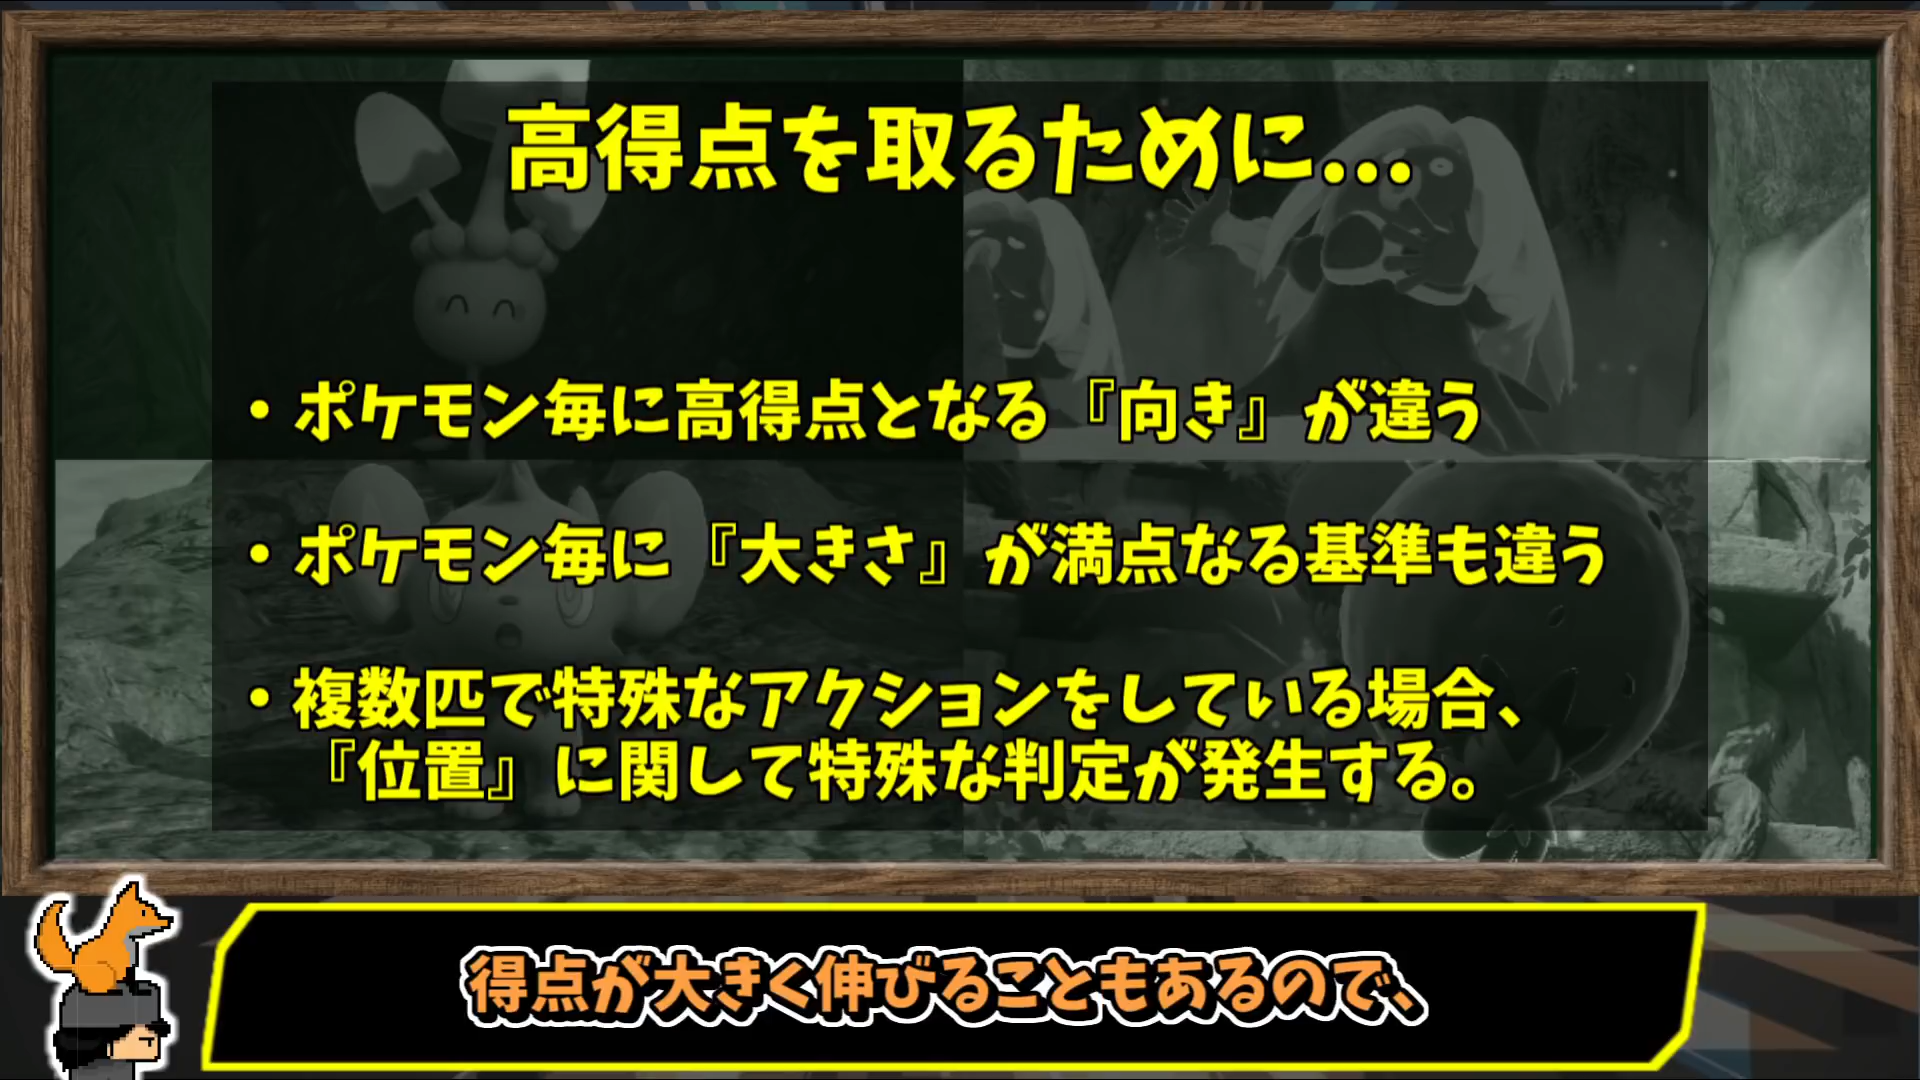 高得点を取るために...
・ポケモン毎に高得点となる『向き』が違う
・ポケモン毎に『大きさ』が満点なる基準も違う
・複数匹で特殊なアクションをしている場合、
『位置』に関して特殊な判定が発生する。
得点が大きく伸びることもあるので、